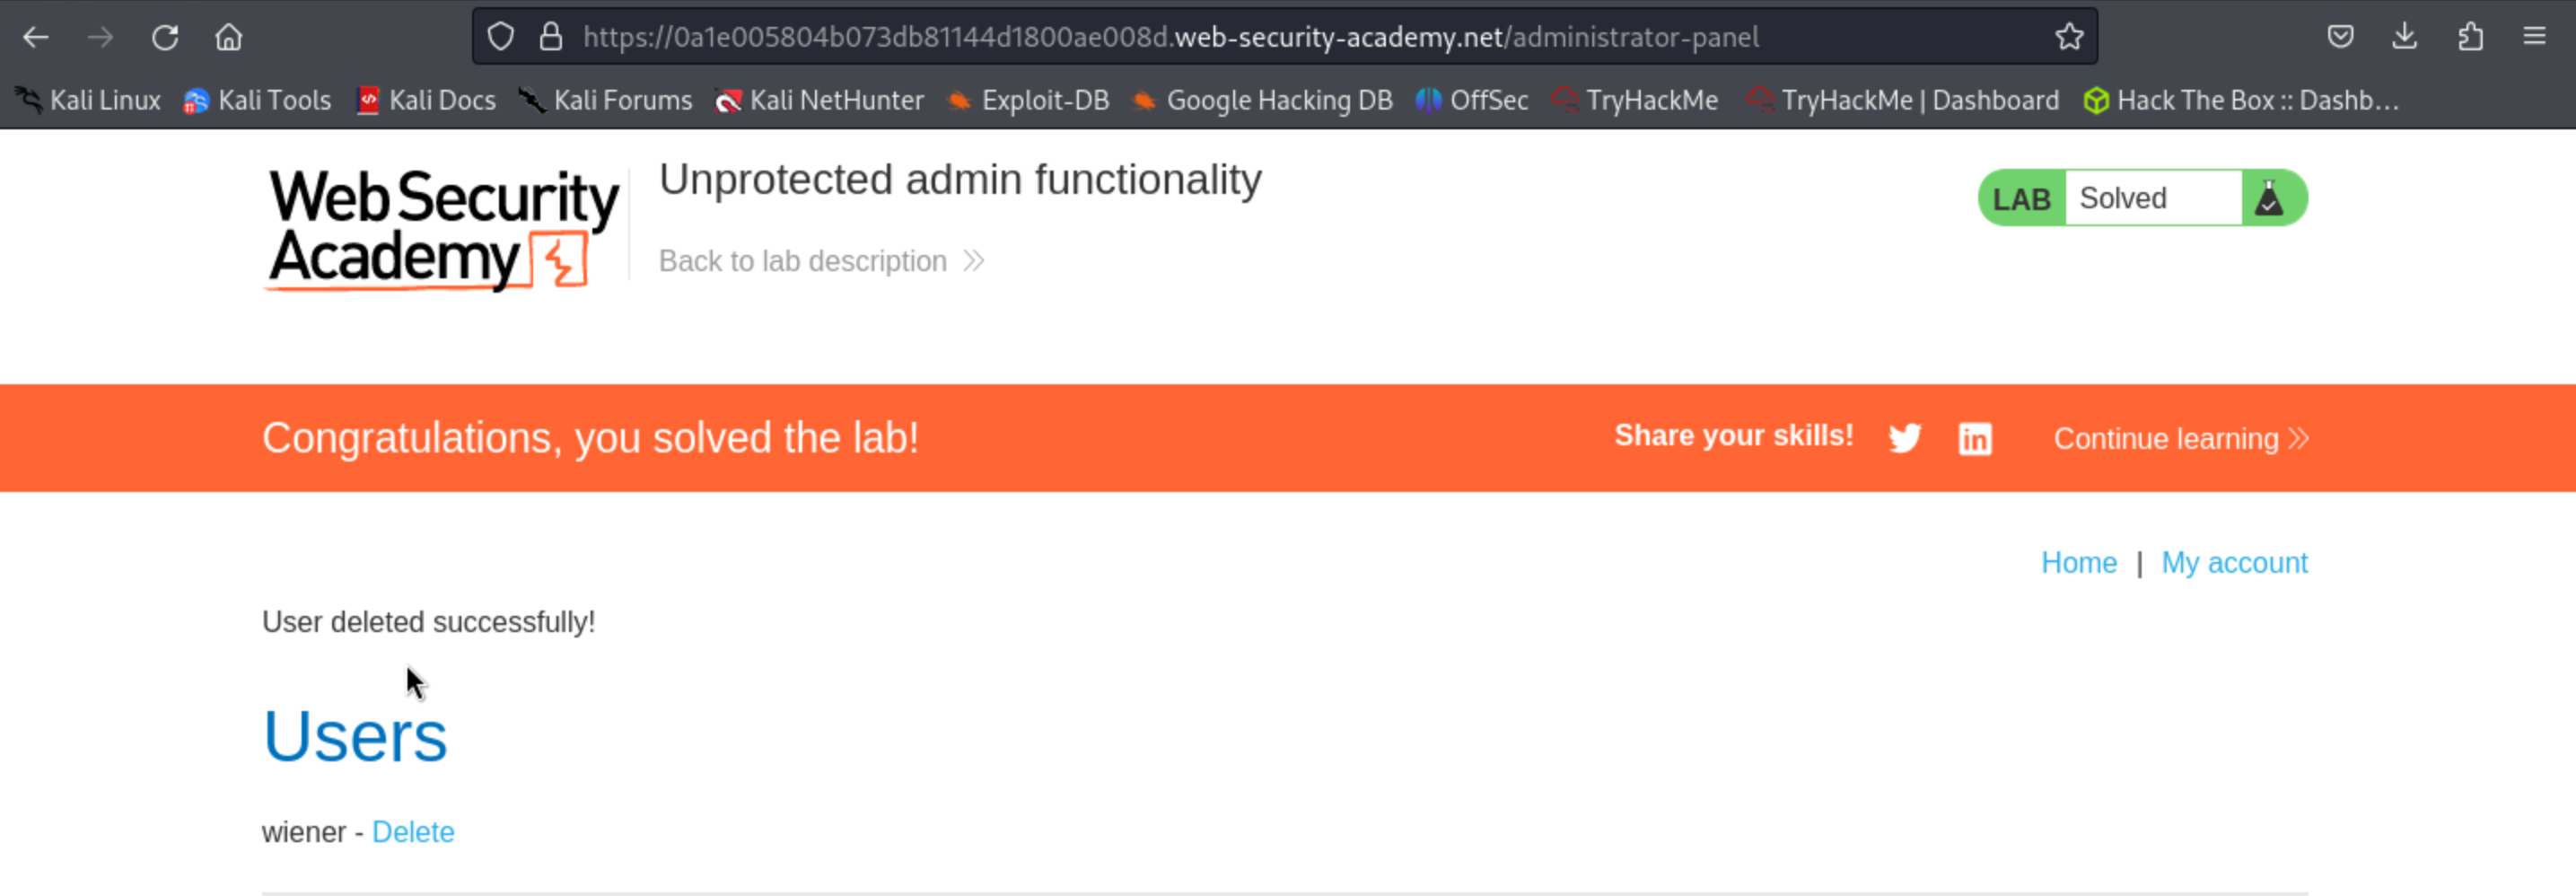 https://0a1e005804b073db81144d1800ae008d.web-security-academy.net/administrator-panel
Kali Linux Kali Tools Kali Docs Kali Forums Kali NetHunter Exploit-DB Google Hacking DB OffSec TryHackMe TryHackMe | Dashboard Hack The Box :: Dashb…
Web Security
Academy
Unprotected admin functionality
Back to lab description
LAB Solved
Congratulations, you solved the lab!
Share your skills!
Continue learning
Home | My account
User deleted successfully!
Users
wiener - Delete